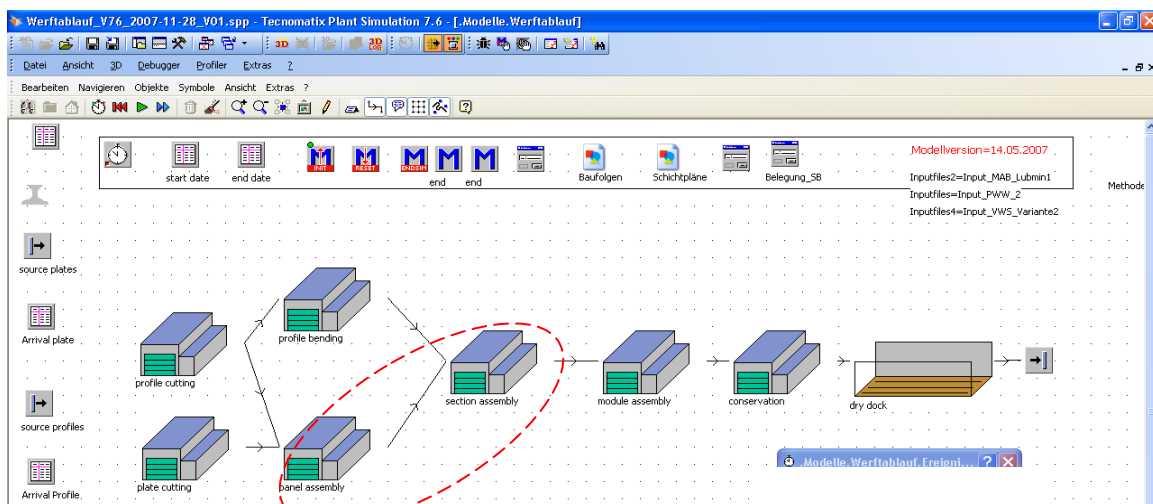 Werftablauf_V76_2007-11-28_V01.spp - Tecnomatix Plant Simulation 7.6 - [.Modelle.Werftablauf]
3D
3D
Datei Ansicht 3D Debugger Profiler Extras ?
Bearbeiten Navigieren Objekte Symbole Ansicht Extras ?
start date
end date
INIT
RESET
ENDSIM
end
end
Baufolgen
Schichtpläne
Belegung_SB
Modellversion=14.05.2007
Inputfiles2=Input_MAB_Lubmin1
Inputfiles=Input_PWW_2
Inputfiles4=Input_VWS_Variante2
Methode
source plates
Arrival plate
source profiles
Arrival Profile
profile cutting
profile bending
plate cutting
panel assembly
section assembly
module assembly
conservation
dry dock
.Modelle.Werftablauf.Ereigni...